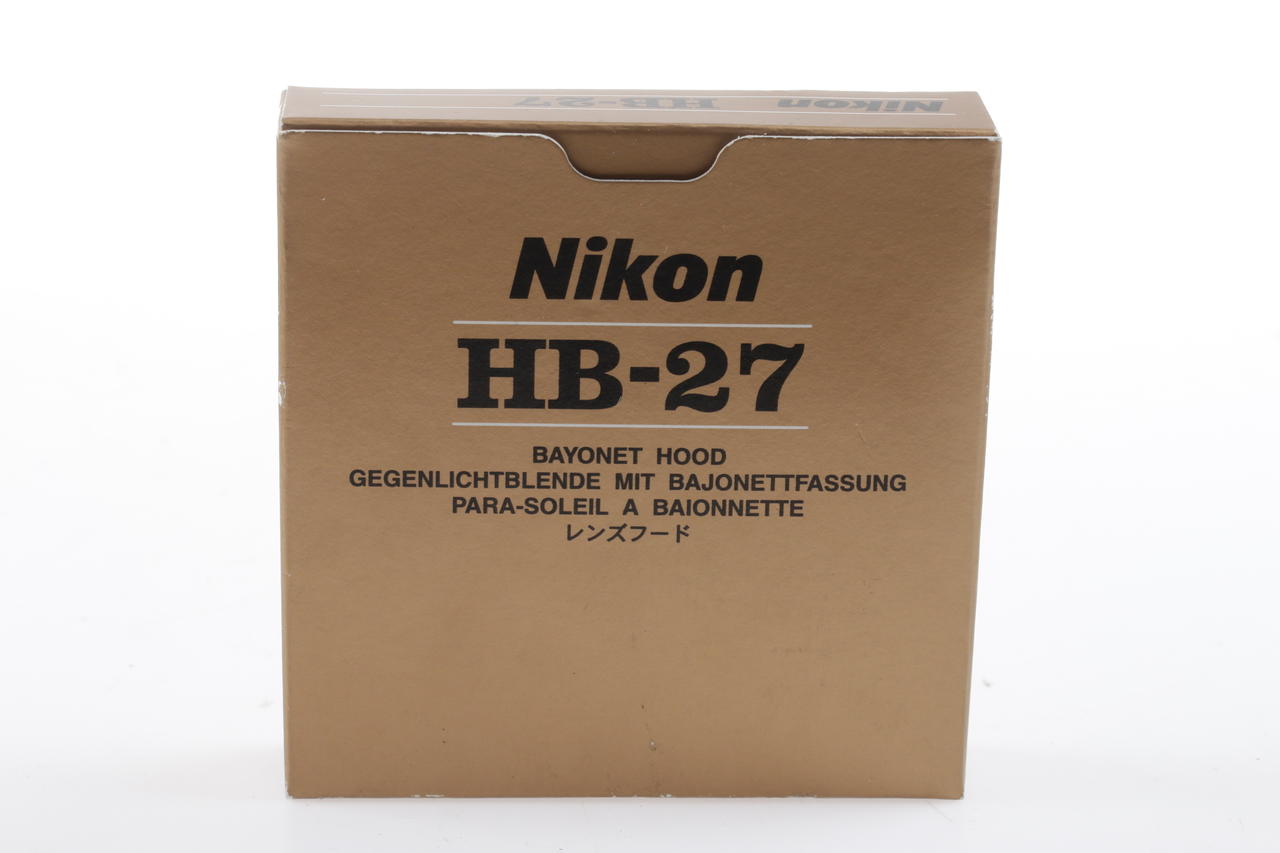 Nikon HB-27
Nikon
HB-27
BAYONET HOOD
GEGENLICHTBLENDE MIT BAJONETTFASSUNG
PARA-SOLEIL A BAIONNETTE
レンズフード